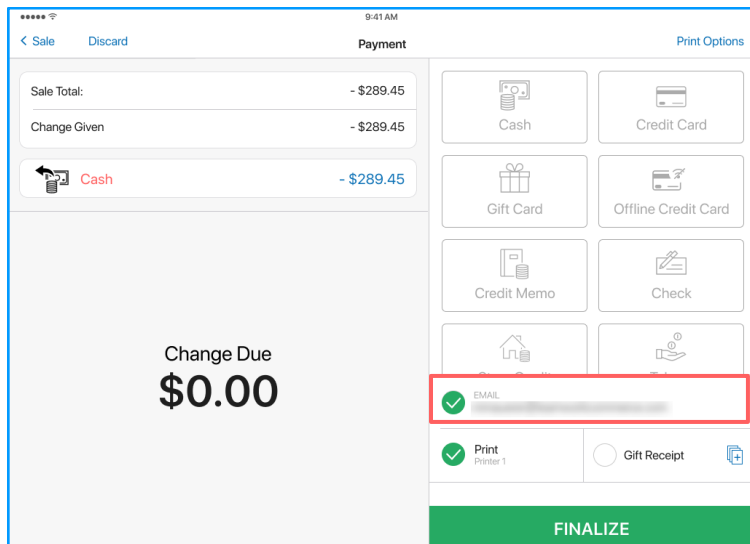 9:41 AM
Sale
Discard
Payment
Print Options
Sale Total:
- $289.45
Change Given
- $289.45
Cash
- $289.45
Change Due
$0.00
Cash
Credit Card
Gift Card
Offline Credit Card
Credit Memo
Check
EMAIL
Print
Printer 1
Gift Receipt
FINALIZE